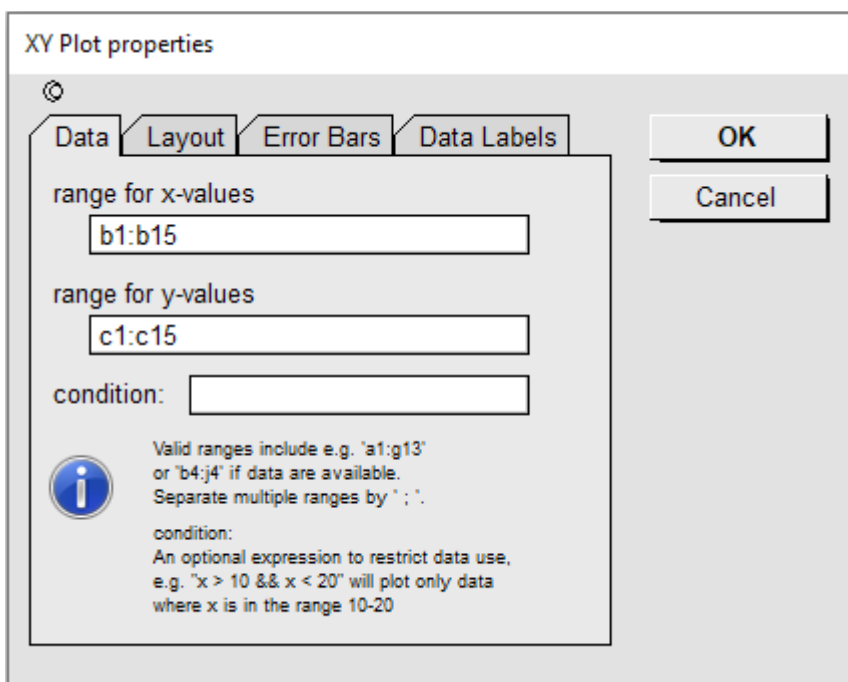 XY Plot properties
©
Data Layout Error Bars Data Labels
OK
Cancel
range for x-values
b1:b15
range for y-values
c1:c15
condition:
Valid ranges include e.g. 'a1:g13'
or 'b4:j4' if data are available.
Separate multiple ranges by ' ; '.
condition:
An optional expression to restrict data use,
e.g. "x > 10 && x < 20" will plot only data
where x is in the range 10-20